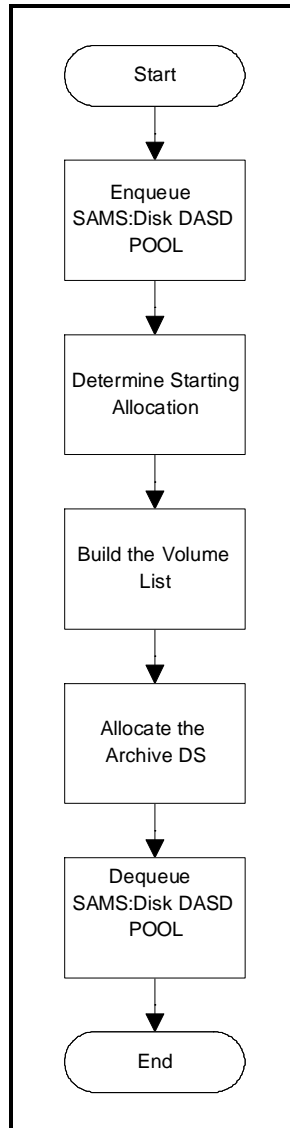 Start
Enqueue
SAMS:Disk DASD
POOL
Determine Starting
Allocation
Build the Volume
List
Allocate the
Archive DS
Dequeue
SAMS:Disk DASD
POOL
End